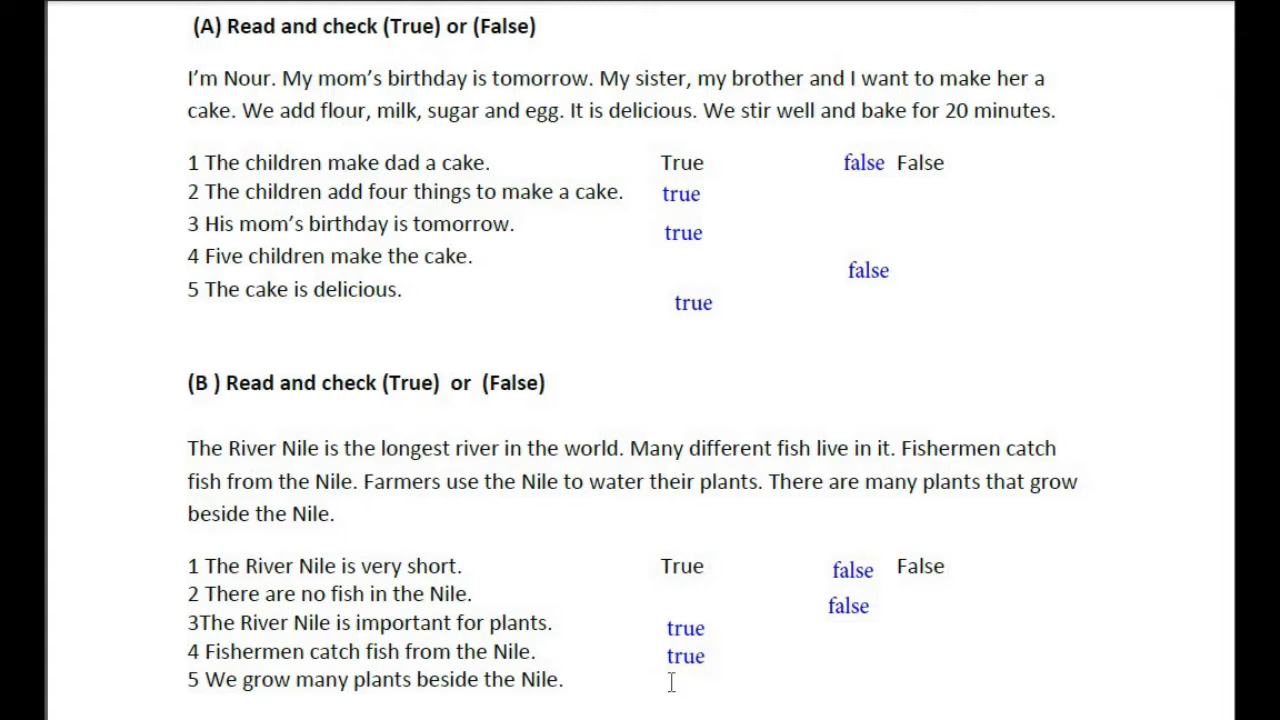 (A) Read and check (True) or (False)
I'm Nour. My mom's birthday is tomorrow. My sister, my brother and I want to make her a
cake. We add flour, milk, sugar and egg. It is delicious. We stir well and bake for 20 minutes.
1 The children make dad a cake. True false False
2 The children add four things to make a cake. true
3 His mom's birthday is tomorrow. true
4 Five children make the cake. false
5 The cake is delicious. true
(B ) Read and check (True) or (False)
The River Nile is the longest river in the world. Many different fish live in it. Fishermen catch
fish from the Nile. Farmers use the Nile to water their plants. There are many plants that grow
beside the Nile.
1 The River Nile is very short. True false False
2 There are no fish in the Nile. false
3The River Nile is important for plants. true
4 Fishermen catch fish from the Nile. true
5 We grow many plants beside the Nile.